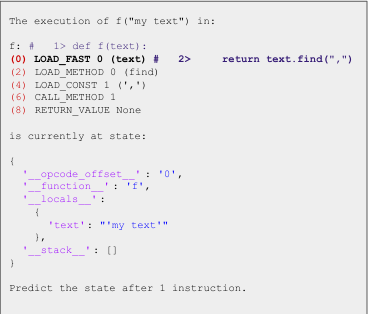 The execution of f("my text") in:
f: #   1> def f(text):
(0) LOAD_FAST 0 (text) #   2>     return text.find(",")
(2) LOAD_METHOD 0 (find)
(4) LOAD_CONST 1 (',')
(6) CALL_METHOD 1
(8) RETURN_VALUE None
is currently at state:
{
  '__opcode_offset__': '0',
  '__function__': 'f',
  '__locals__':
    {
      'text': "'my text'"
    },
  '__stack__': []
}
Predict the state after 1 instruction.